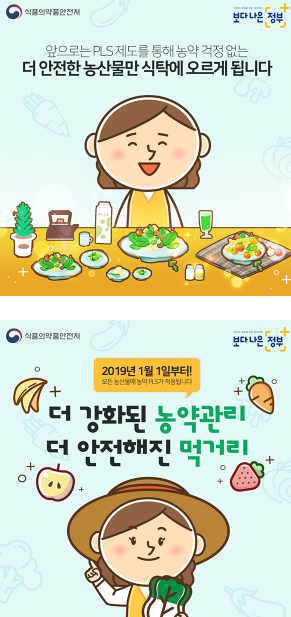 식품의약품안전처
보다나은 정부
앞으로는 PLS 제도를 통해 농약 걱정 없는
더 안전한 농산물만 식탁에 오르게 됩니다
식품의약품안전처
보다나은 정부
2019년 1월 1일부터!
모든 농산물에 농약 PLS가 적용됩니다
더 강화된 농약관리
더 안전해진 먹거리